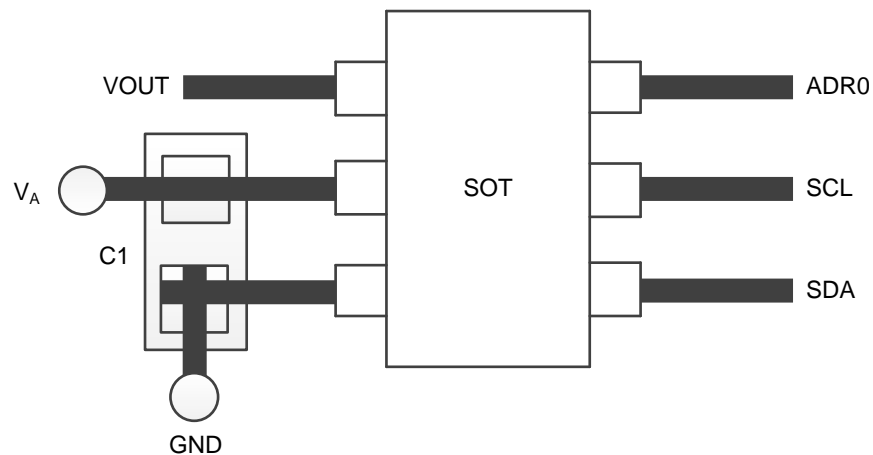 VOUT
ADR0
VA
SOT
SCL
C1
SDA
GND